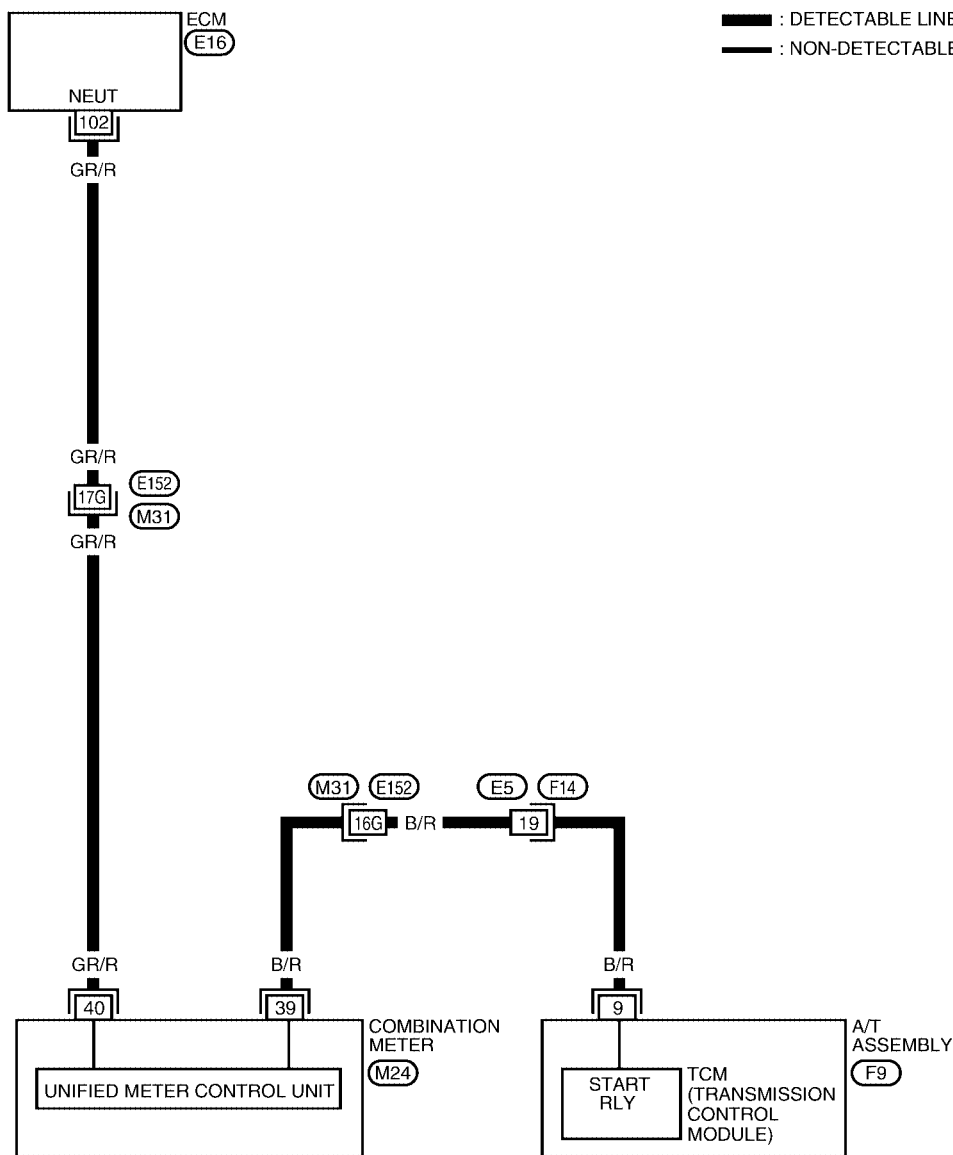 ECM
E16
: DETECTABLE LINE
: NON-DETECTABLE
NEUT
102
GR/R
GR/R
17G
E152
M31
GR/R
M31
E152
E5
F14
16G
B/R
19
GR/R
B/R
B/R
40
39
9
COMBINATION
METER
M24
UNIFIED METER CONTROL UNIT
A/T
ASSEMBLY
F9
START
RLY
TCM
(TRANSMISSION
CONTROL
MODULE)